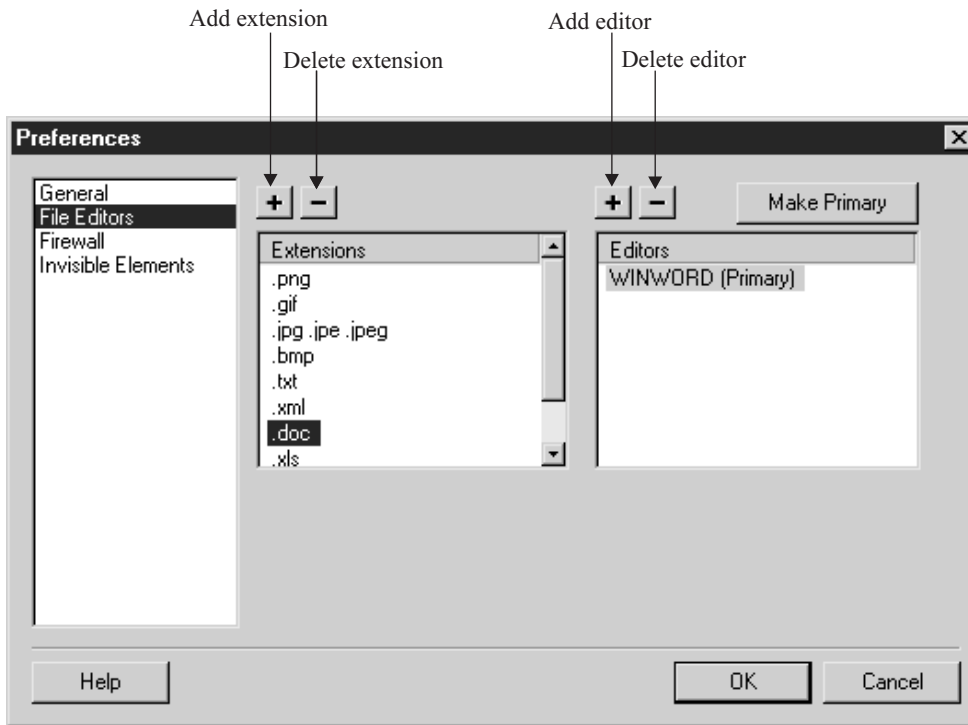 Add extension
Add editor
Delete extension
Delete editor
Preferences
General
File Editors
Firewall
Invisible Elements
+
−
Extensions
.png
.gif
.jpg .jpe .jpeg
.bmp
.txt
.xml
.doc
.xls
+
−
Make Primary
Editors
WINWORD (Primary)
Help
OK
Cancel